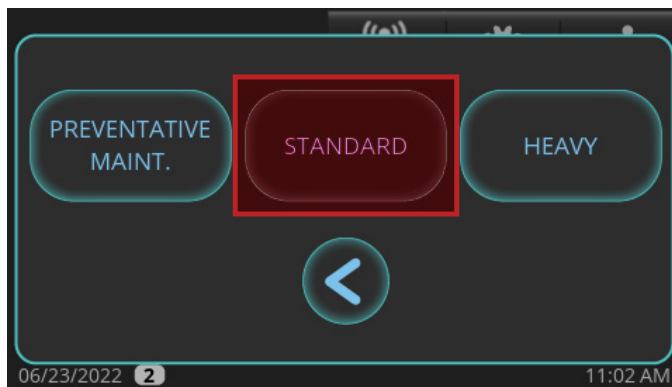 PREVENTATIVE
MAINT.
STANDARD
HEAVY
06/23/2022 2
11:02 AM